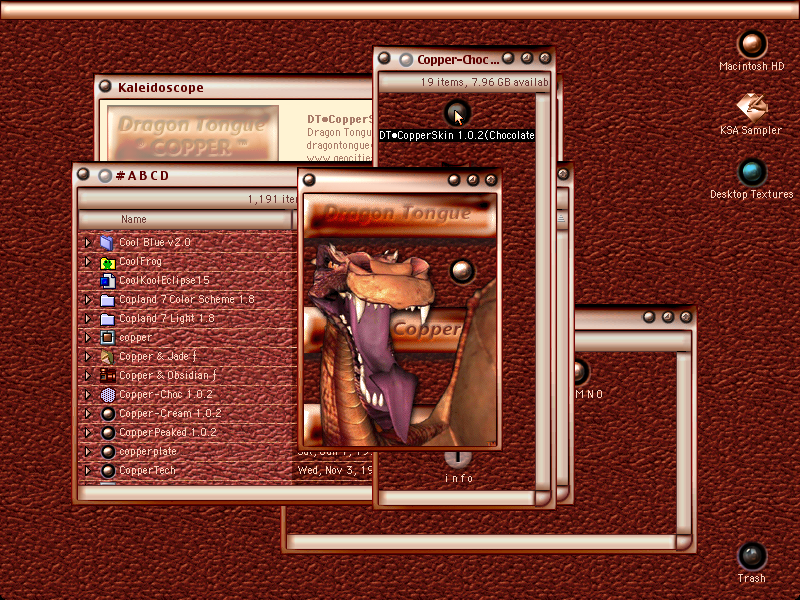 Macintosh HD
KSA Sampler
Desktop Textures
Trash
Copper-Choc ...
19 items, 7.96 GB availab
DT•CopperSkin 1.0.2(Chocolate
info
Kaleidoscope
Dragon Tongue
" COPPER "™
DT•CopperS
Dragon Tongu
dragontongue
www.geocitie
#ABCD
1,191 ite
Name
Cool Blue v2.0
CoolFrog
CoolKoolEclipse15
Copland 7 Color Scheme 1.8
Copland 7 Light 1.8
copper
Copper & Jade ƒ
Copper & Obsidian ƒ
Copper-Choc 1.0.2
Copper-Cream 1.0.2
CopperPeaked 1.0.2
copperplate
CopperTech
Wed, Nov 3, 19
Dragon Tongue
Copper
MNO